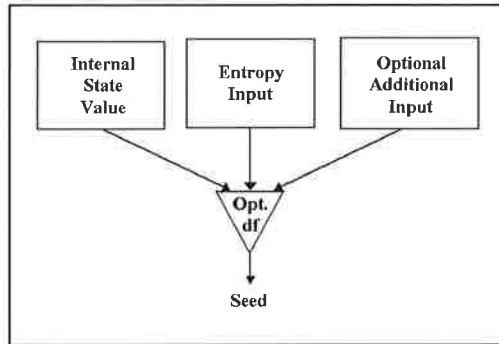 Internal
State
Value
Entropy
Input
Optional
Additional
Input
Opt.
df
Seed